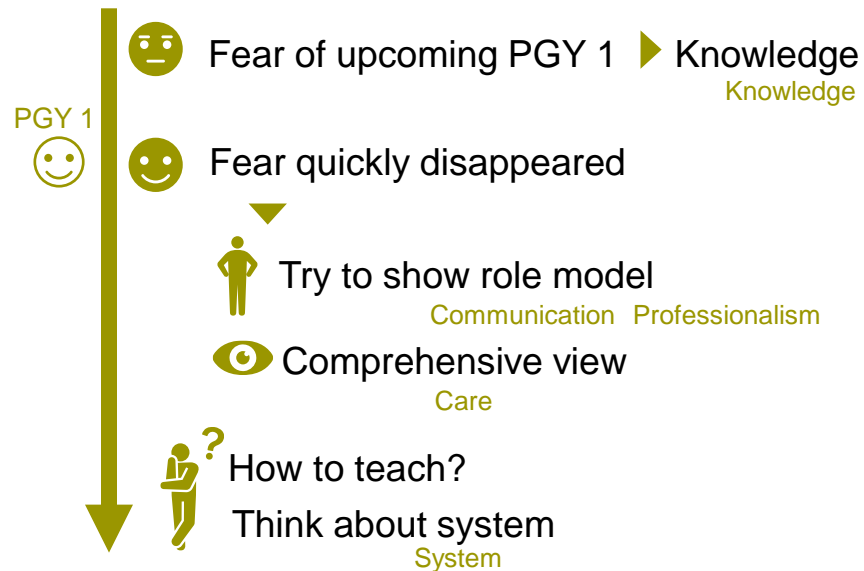 Fear of upcoming PGY 1 Knowledge
Knowledge
PGY 1
Fear quickly disappeared
Try to show role model
Communication Professionalism
Comprehensive view
Care
?
How to teach?
Think about system
System